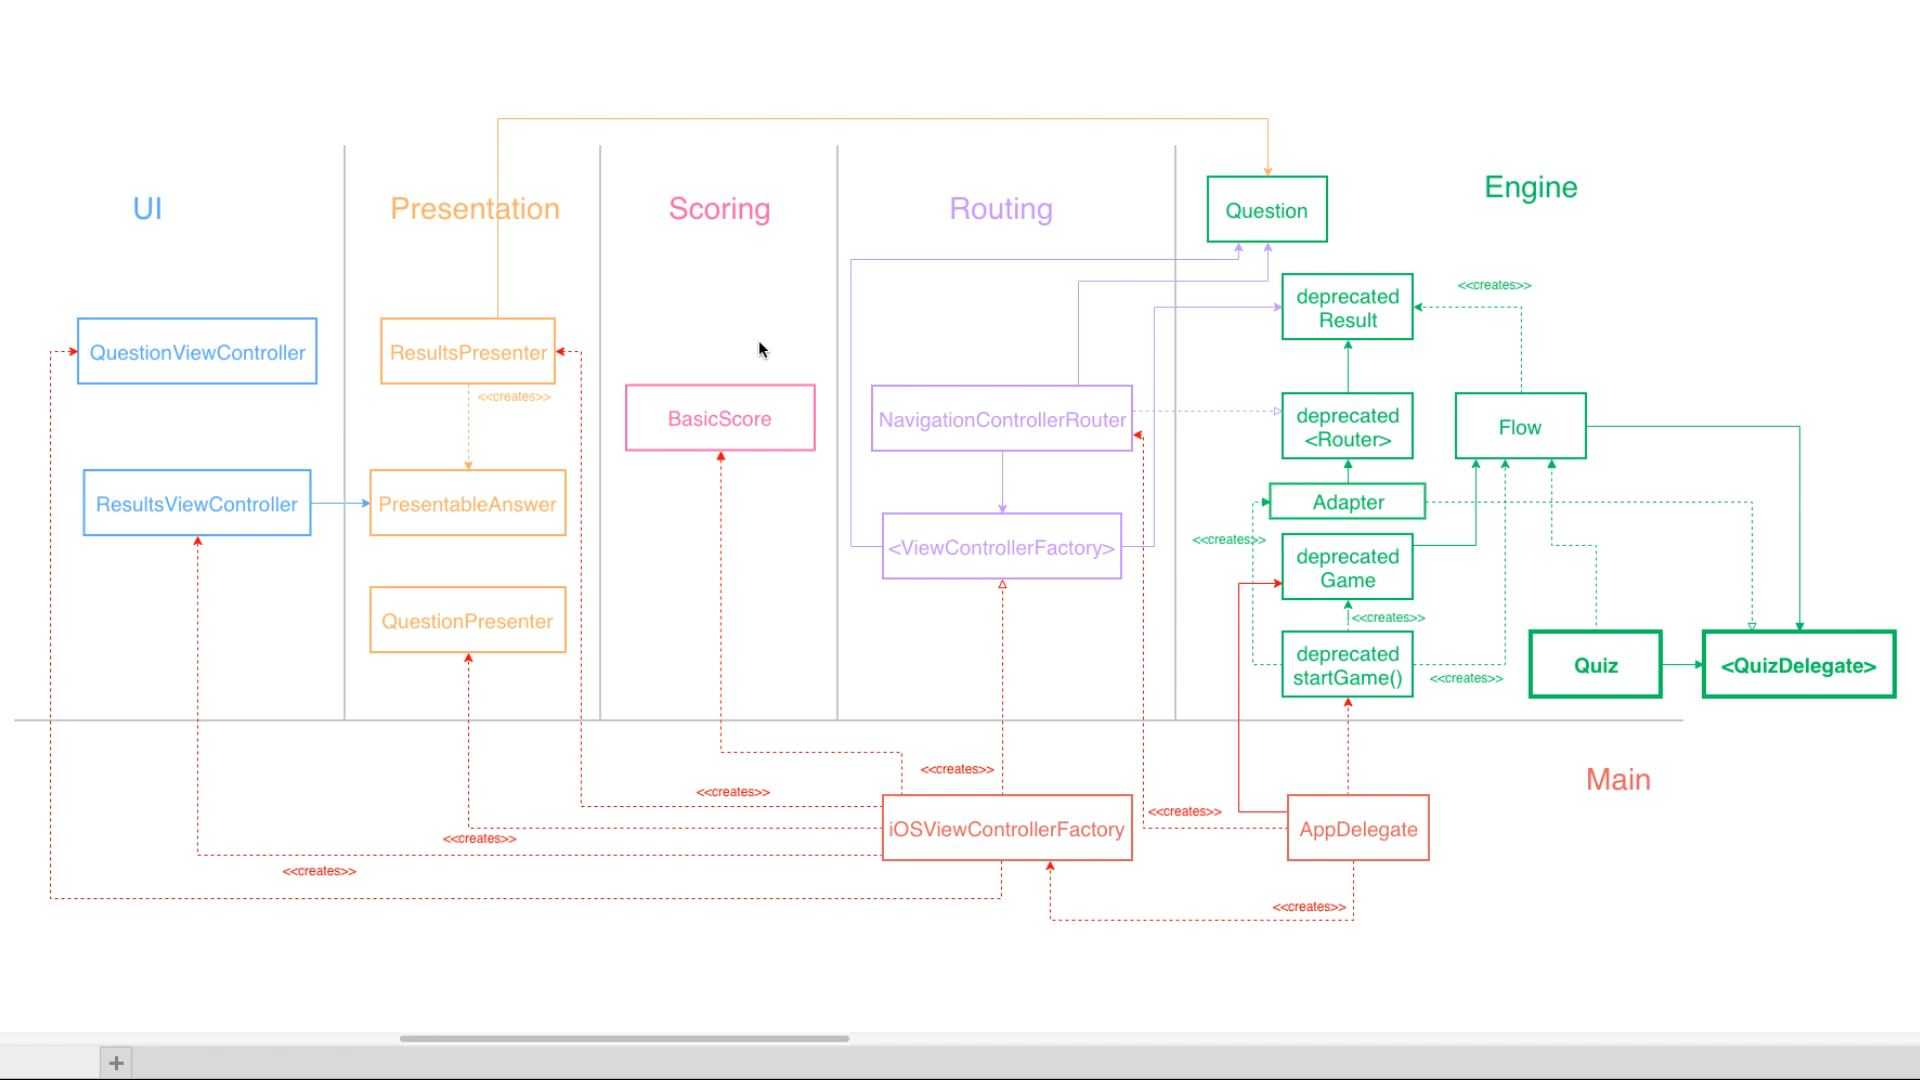 UI
Presentation
Scoring
Routing
Engine
Question
deprecated
Result
<<creates>>
QuestionViewController
ResultsPresenter
<<creates>>
BasicScore
NavigationControllerRouter
deprecated
<Router>
Flow
ResultsViewController
PresentableAnswer
Adapter
<<creates>>
<ViewControllerFactory>
deprecated
Game
<<creates>>
QuestionPresenter
deprecated
startGame()
<<creates>>
Quiz
<QuizDelegate>
Main
<<creates>>
<<creates>>
<<creates>>
<<creates>>
<<creates>>
iOSViewControllerFactory
AppDelegate
<<creates>>
<<creates>>